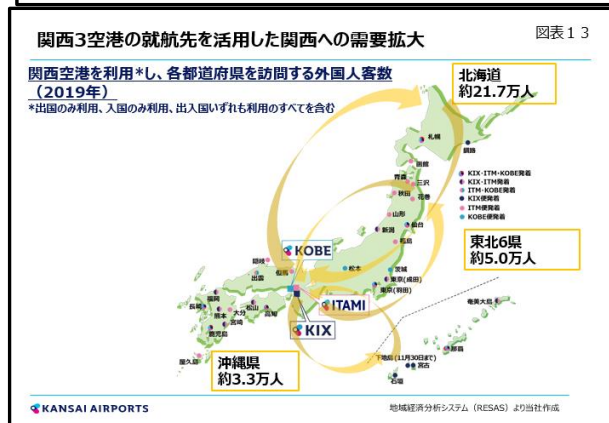 関西3空港の就航先を活用した関西への需要拡大
図表13
関西空港を利用*し、各都道府県を訪問する外国人客数
(2019年)
*出国のみ利用、入国のみ利用、出入国いずれも利用のすべてを含む
北海道
約21.7万人
札幌
釧路
函館
青森
三沢
秋田
花巻
山形
仙台
新潟
福島
KIX・ITM・KOBE発着
KIX・ITM発着
ITM・KOBE発着
KIX便発着
ITM便発着
KOBE便発着
東北6県
約5.0万人
KOBE
隠岐
出雲
但馬
松本
茨城
東京(成田)
東京(羽田)
ITAMI
KIX
福岡
長崎
熊本
大分
宮崎
鹿児島
松山
高知
屋久島
奄美大島
那覇
下地島(11月30日まで)
宮古
石垣
沖縄県
約3.3万人
KANSAI AIRPORTS
地域経済分析システム(RESAS)より当社作成